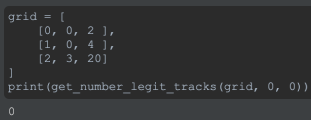 grid = [
    [0, 0, 2 ],
    [1, 0, 4 ],
    [2, 3, 20]
]
print(get_number_legit_tracks(grid, 0, 0))
0